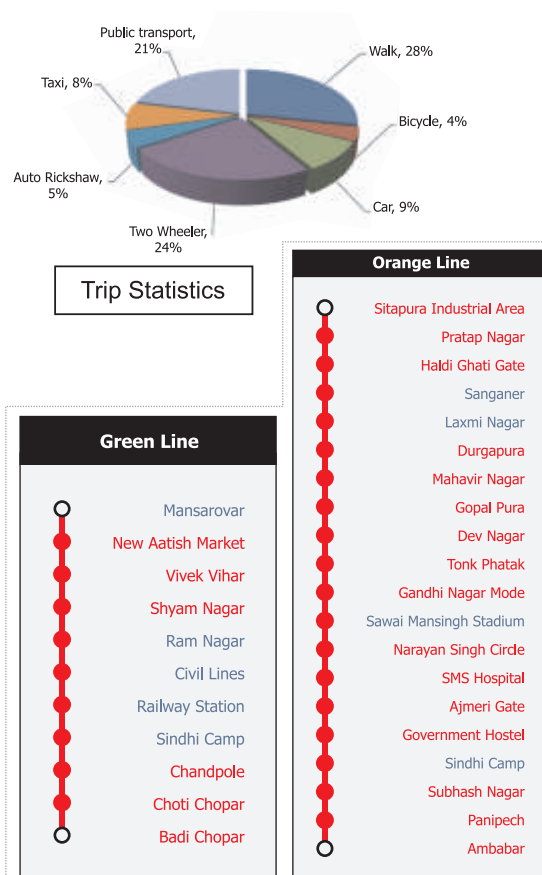 Public transport,
21%
Walk, 28%
Taxi, 8%
Bicycle, 4%
Auto Rickshaw,
5%
Car, 9%
Two Wheeler,
24%
Trip Statistics
Orange Line
Sitapura Industrial Area
Pratap Nagar
Haldi Ghati Gate
Sanganer
Laxmi Nagar
Durgapura
Mahavir Nagar
Gopal Pura
Dev Nagar
Tonk Phatak
Gandhi Nagar Mode
Sawai Mansingh Stadium
Narayan Singh Circle
SMS Hospital
Ajmeri Gate
Government Hostel
Sindhi Camp
Subhash Nagar
Panipech
Ambabar
Green Line
Mansarovar
New Aatish Market
Vivek Vihar
Shyam Nagar
Ram Nagar
Civil Lines
Railway Station
Sindhi Camp
Chandpole
Choti Chopar
Badi Chopar